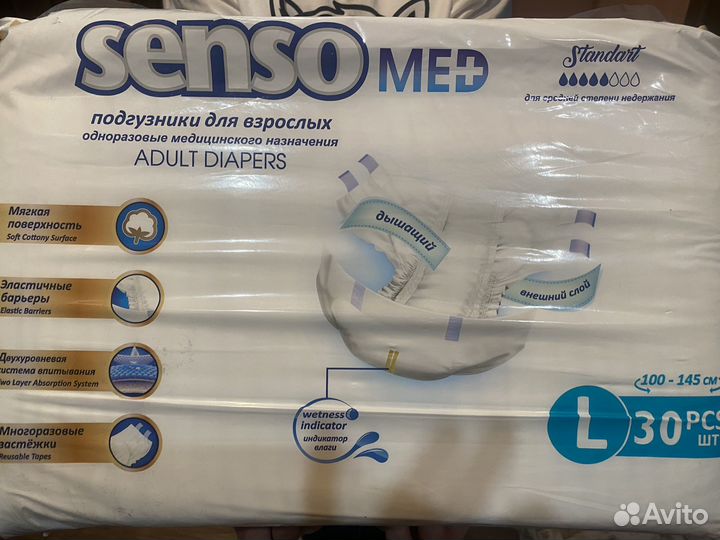 senso MED
Standart
для средней степени недержания
подгузники для взрослых
одноразовые медицинского назначения
ADULT DIAPERS
Мягкая
поверхность
Soft Cottony Surface
дышащий
внешний слой
Эластичные
барьеры
Elastic Barriers
Двухуровневая
система впитывания
Two Layer Absorption System
Многоразовые
застёжки
Reusable Tapes
wetness
indicator
индикатор
влаги
100 - 145 см
L 30 PCS
ШТ
Avito